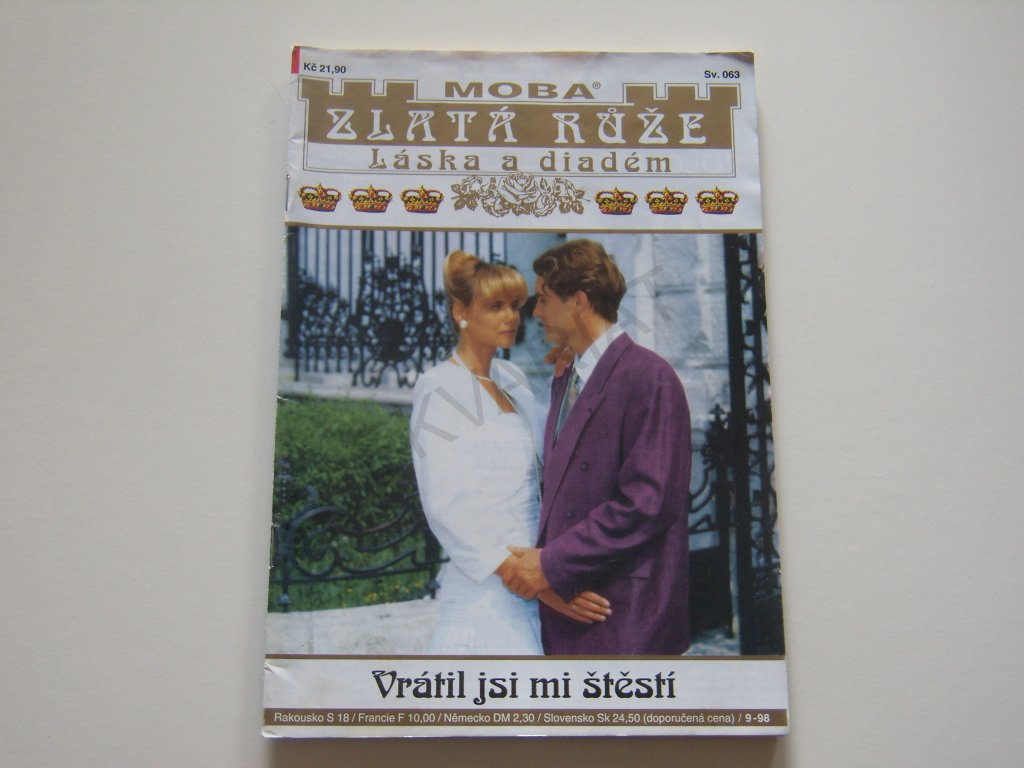 Kč 21,90
Sv. 063
MOBA®
ZLATÁ RŮŽE
Láska a diadém
Vrátil jsi mi štěstí
Rakousko S 18 / Francie F 10,00 / Německo DM 2,30 / Slovensko Sk 24,50 (doporučená cena) / 9-98